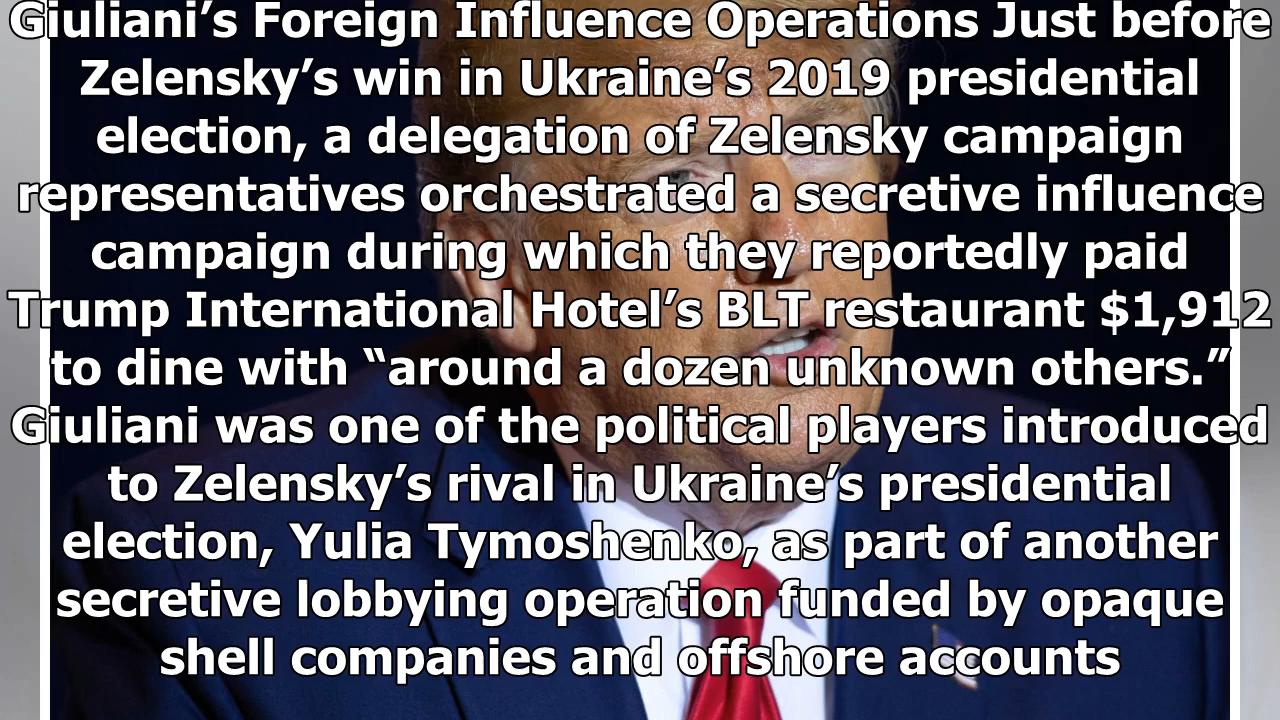 Giuliani’s Foreign Influence Operations Just before
Zelensky’s win in Ukraine’s 2019 presidential
election, a delegation of Zelensky campaign
representatives orchestrated a secretive influence
campaign during which they reportedly paid
Trump International Hotel’s BLT restaurant $1,912
to dine with “around a dozen unknown others.”
Giuliani was one of the political players introduced
to Zelensky’s rival in Ukraine’s presidential
election, Yulia Tymoshenko, as part of another
secretive lobbying operation funded by opaque
shell companies and offshore accounts